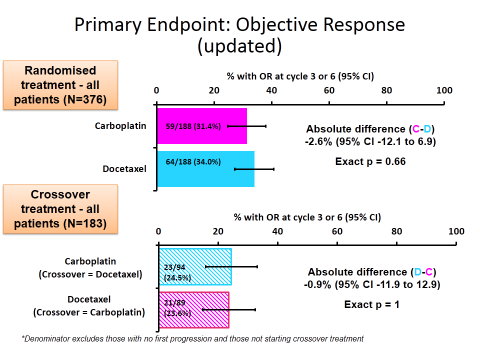 Primary Endpoint: Objective Response
(updated)
Randomised
treatment - all
patients (N=376)
% with OR at cycle 3 or 6 (95% CI)
0 20 40 60 80 100
Carboplatin
59/188 (31.4%)
Docetaxel
64/188 (34.0%)
Absolute difference (C-D)
-2.6% (95% CI -12.1 to 6.9)
Exact p = 0.66
Crossover
treatment - all
patients (N=183)
% with OR at cycle 3 or 6 (95% CI)
0 20 40 60 80 100
Carboplatin
(Crossover = Docetaxel)
23/94
(24.5%)
Docetaxel
(Crossover = Carboplatin)
21/89
(23.6%)
Absolute difference (D-C)
-0.9% (95% CI -11.9 to 12.9)
Exact p = 1
*Denominator excludes those with no first progression and those not starting crossover treatment